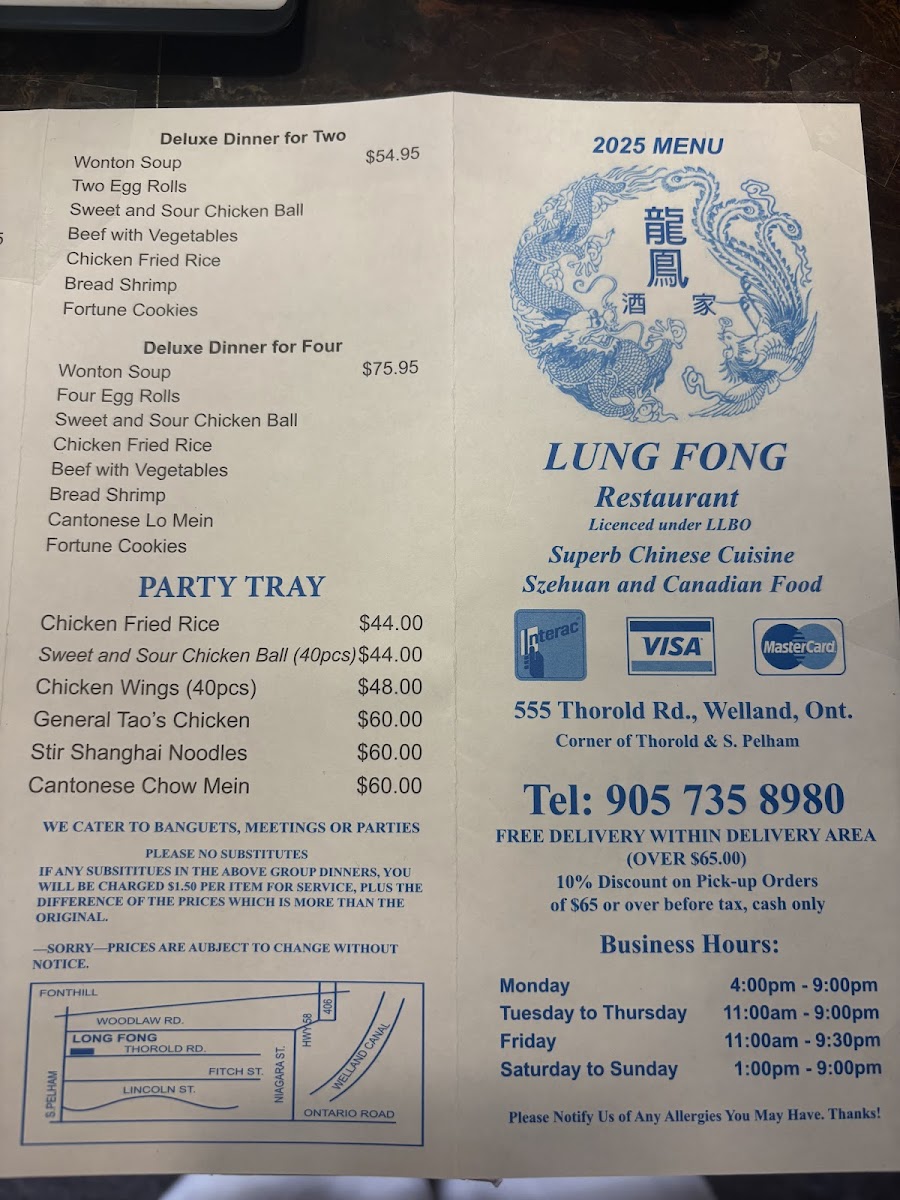 Deluxe Dinner for Two
Wonton Soup $54.95
Two Egg Rolls
Sweet and Sour Chicken Ball
Beef with Vegetables
Chicken Fried Rice
Bread Shrimp
Fortune Cookies
Deluxe Dinner for Four
Wonton Soup $75.95
Four Egg Rolls
Sweet and Sour Chicken Ball
Chicken Fried Rice
Beef with Vegetables
Bread Shrimp
Cantonese Lo Mein
Fortune Cookies
PARTY TRAY
Chicken Fried Rice $44.00
Sweet and Sour Chicken Ball (40pcs) $44.00
Chicken Wings (40pcs) $48.00
General Tao's Chicken $60.00
Stir Shanghai Noodles $60.00
Cantonese Chow Mein $60.00
WE CATER TO BANGUETS, MEETINGS OR PARTIES
PLEASE NO SUBSTITUTES
IF ANY SUBSITITUES IN THE ABOVE GROUP DINNERS, YOU
WILL BE CHARGED $1.50 PER ITEM FOR SERVICE, PLUS THE
DIFFERENCE OF THE PRICES WHICH IS MORE THAN THE
ORIGINAL.
—SORRY—PRICES ARE AUBJECT TO CHANGE WITHOUT
NOTICE.
FONTHILL
406
WOODLAW RD.
HWY 58
LONG FONG
THOROLD RD.
WELLAND CANAL
FITCH ST.
S.PELHAM
LINCOLN ST.
NIAGARA ST.
ONTARIO ROAD
2025 MENU
龍
鳳
酒 家
LUNG FONG
Restaurant
Licenced under LLBO
Superb Chinese Cuisine
Szehuan and Canadian Food
Interac
VISA
MasterCard
555 Thorold Rd., Welland, Ont.
Corner of Thorold & S. Pelham
Tel: 905 735 8980
FREE DELIVERY WITHIN DELIVERY AREA
(OVER $65.00)
10% Discount on Pick-up Orders
of $65 or over before tax, cash only
Business Hours:
Monday 4:00pm - 9:00pm
Tuesday to Thursday 11:00am - 9:00pm
Friday 11:00am - 9:30pm
Saturday to Sunday 1:00pm - 9:00pm
Please Notify Us of Any Allergies You May Have. Thanks!